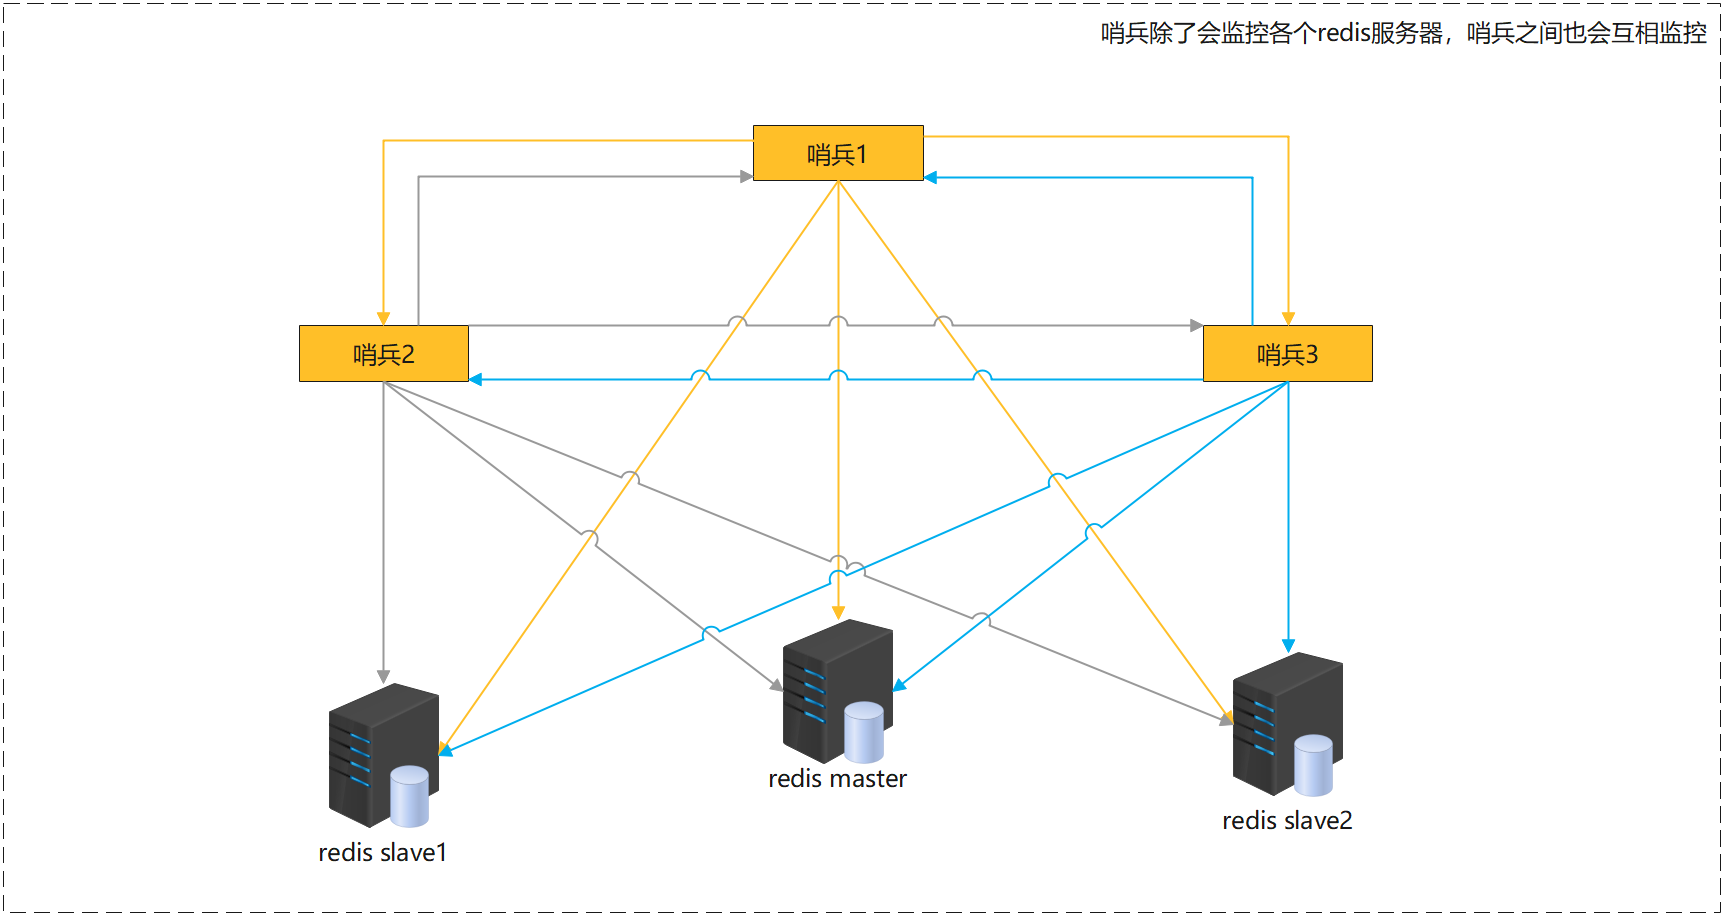 哨兵除了会监控各个redis服务器，哨兵之间也会互相监控
哨兵1
哨兵2
哨兵3
redis master
redis slave2
redis slave1